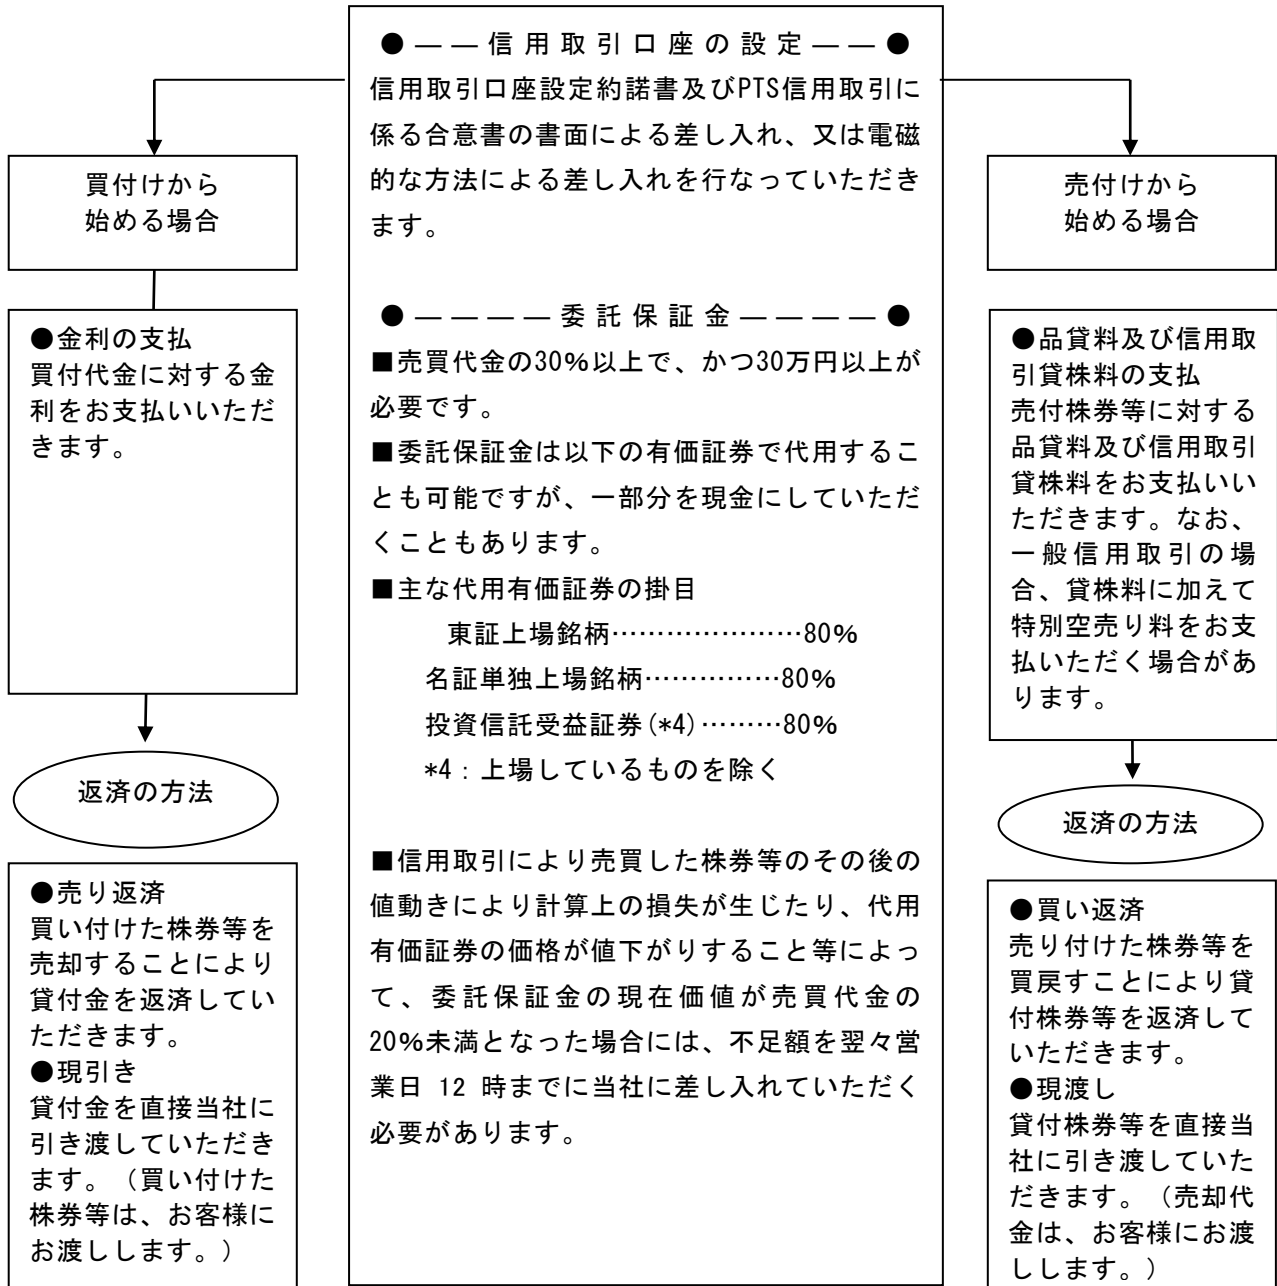 ●――信用取引口座の設定――●
信用取引口座設定約諾書及びPTS信用取引に
係る合意書の書面による差し入れ、又は電磁
的な方法による差し入れを行なっていただき
ます。
●――――委託保証金――――●
■売買代金の30%以上で、かつ30万円以上が
必要です。
■委託保証金は以下の有価証券で代用するこ
とも可能ですが、一部分を現金にしていただ
くこともあります。
■主な代用有価証券の掛目
東証上場銘柄…………………80%
名証単独上場銘柄……………80%
投資信託受益証券(*4)………80%
*4：上場しているものを除く
■信用取引により売買した株券等のその後の
値動きにより計算上の損失が生じたり、代用
有価証券の価格が値下がりすること等によっ
て、委託保証金の現在価値が売買代金の
20%未満となった場合には、不足額を翌々営
業日 12 時までに当社に差し入れていただく
必要があります。
買付けから
始める場合
●金利の支払
買付代金に対する金
利をお支払いいただ
きます。
返済の方法
●売り返済
買い付けた株券等を
売却することにより
貸付金を返済してい
ただきます。
●現引き
貸付金を直接当社に
引き渡していただき
ます。（買い付けた
株券等は、お客様に
お渡しします。）
売付けから
始める場合
●品貸料及び信用取
引貸株料の支払
売付株券等に対する
品貸料及び信用取引
貸株料をお支払いい
ただきます。なお、
一般信用取引の場
合、貸株料に加えて
特別空売り料をお支
払いただく場合があ
ります。
返済の方法
●買い返済
売り付けた株券等を
買戻すことにより貸
付株券等を返済して
いただきます。
●現渡し
貸付株券等を直接当
社に引き渡していた
だきます。（売却代
金は、お客様にお渡
しします。）